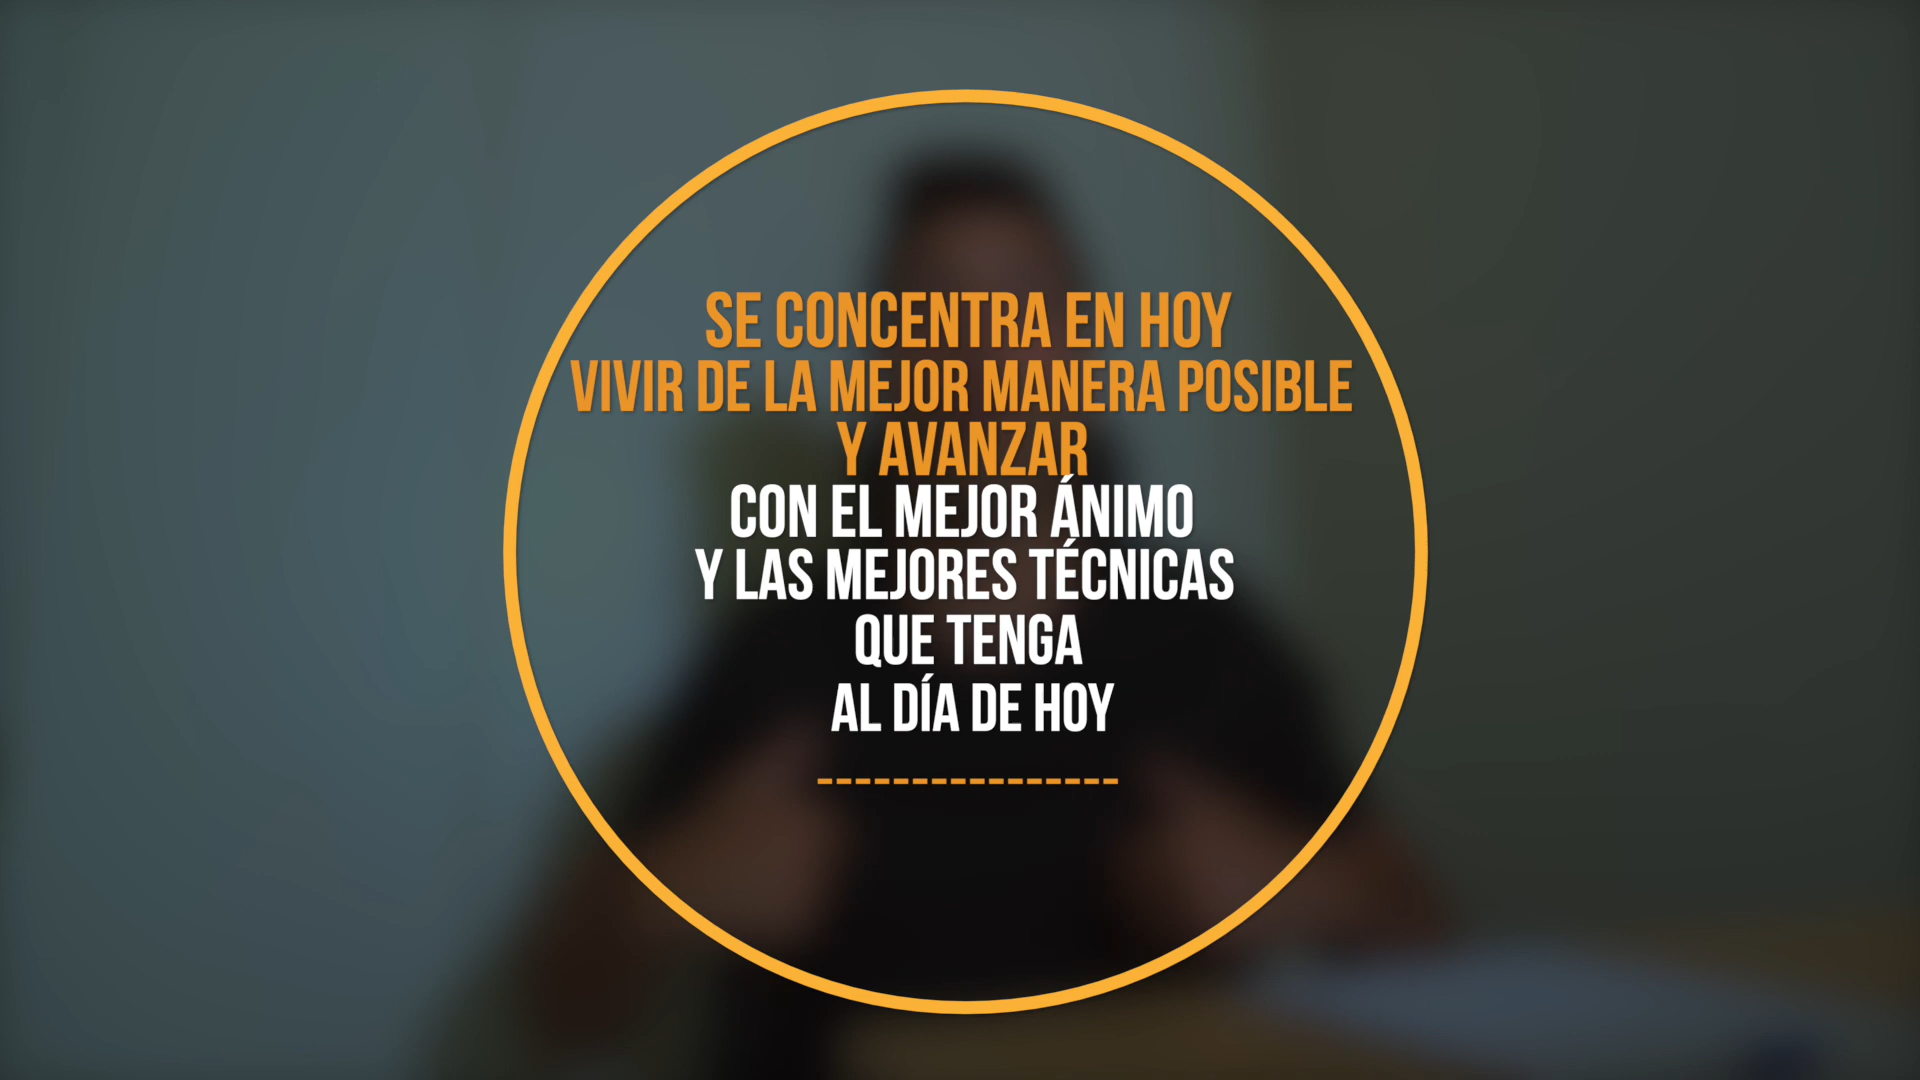 SE CONCENTRA EN HOY
VIVIR DE LA MEJOR MANERA POSIBLE
Y AVANZAR
CON EL MEJOR ÁNIMO
Y LAS MEJORES TÉCNICAS
QUE TENGA
AL DÍA DE HOY
----------------